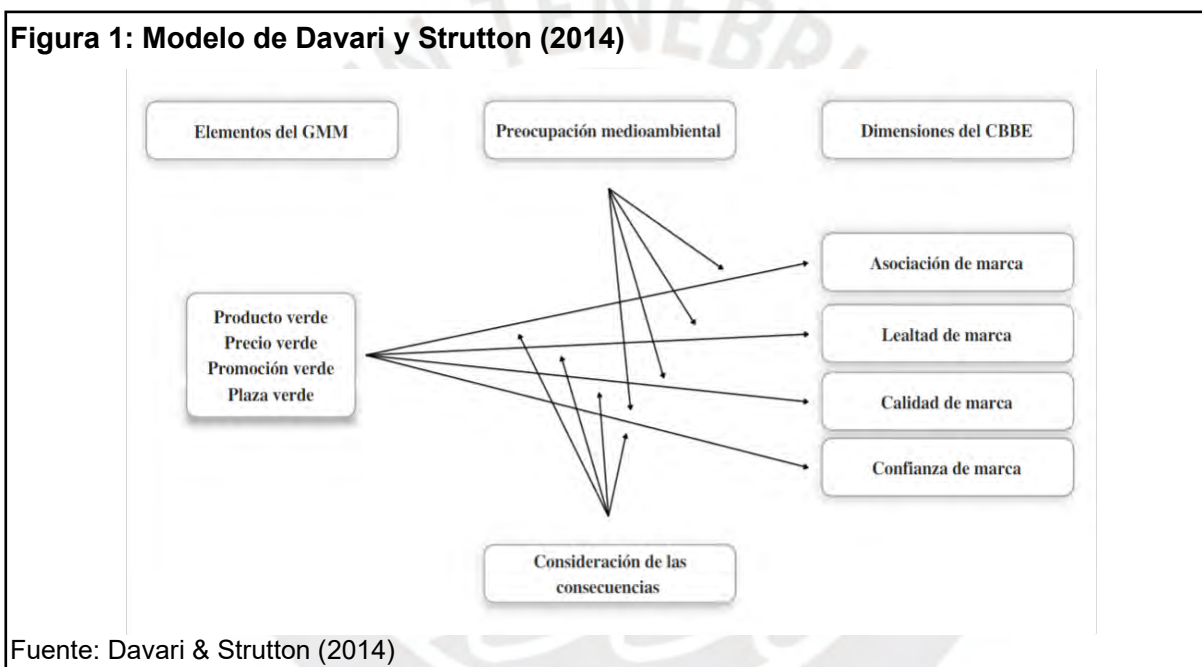 Figura 1: Modelo de Davari y Strutton (2014)
IN TENEBRI
Elementos del GMM
Preocupación medioambiental
Dimensiones del CBBE
Asociación de marca
Producto verde
Precio verde
Promoción verde
Plaza verde
Lealtad de marca
Calidad de marca
Confianza de marca
Consideración de las
consecuencias
Fuente: Davari & Strutton (2014)